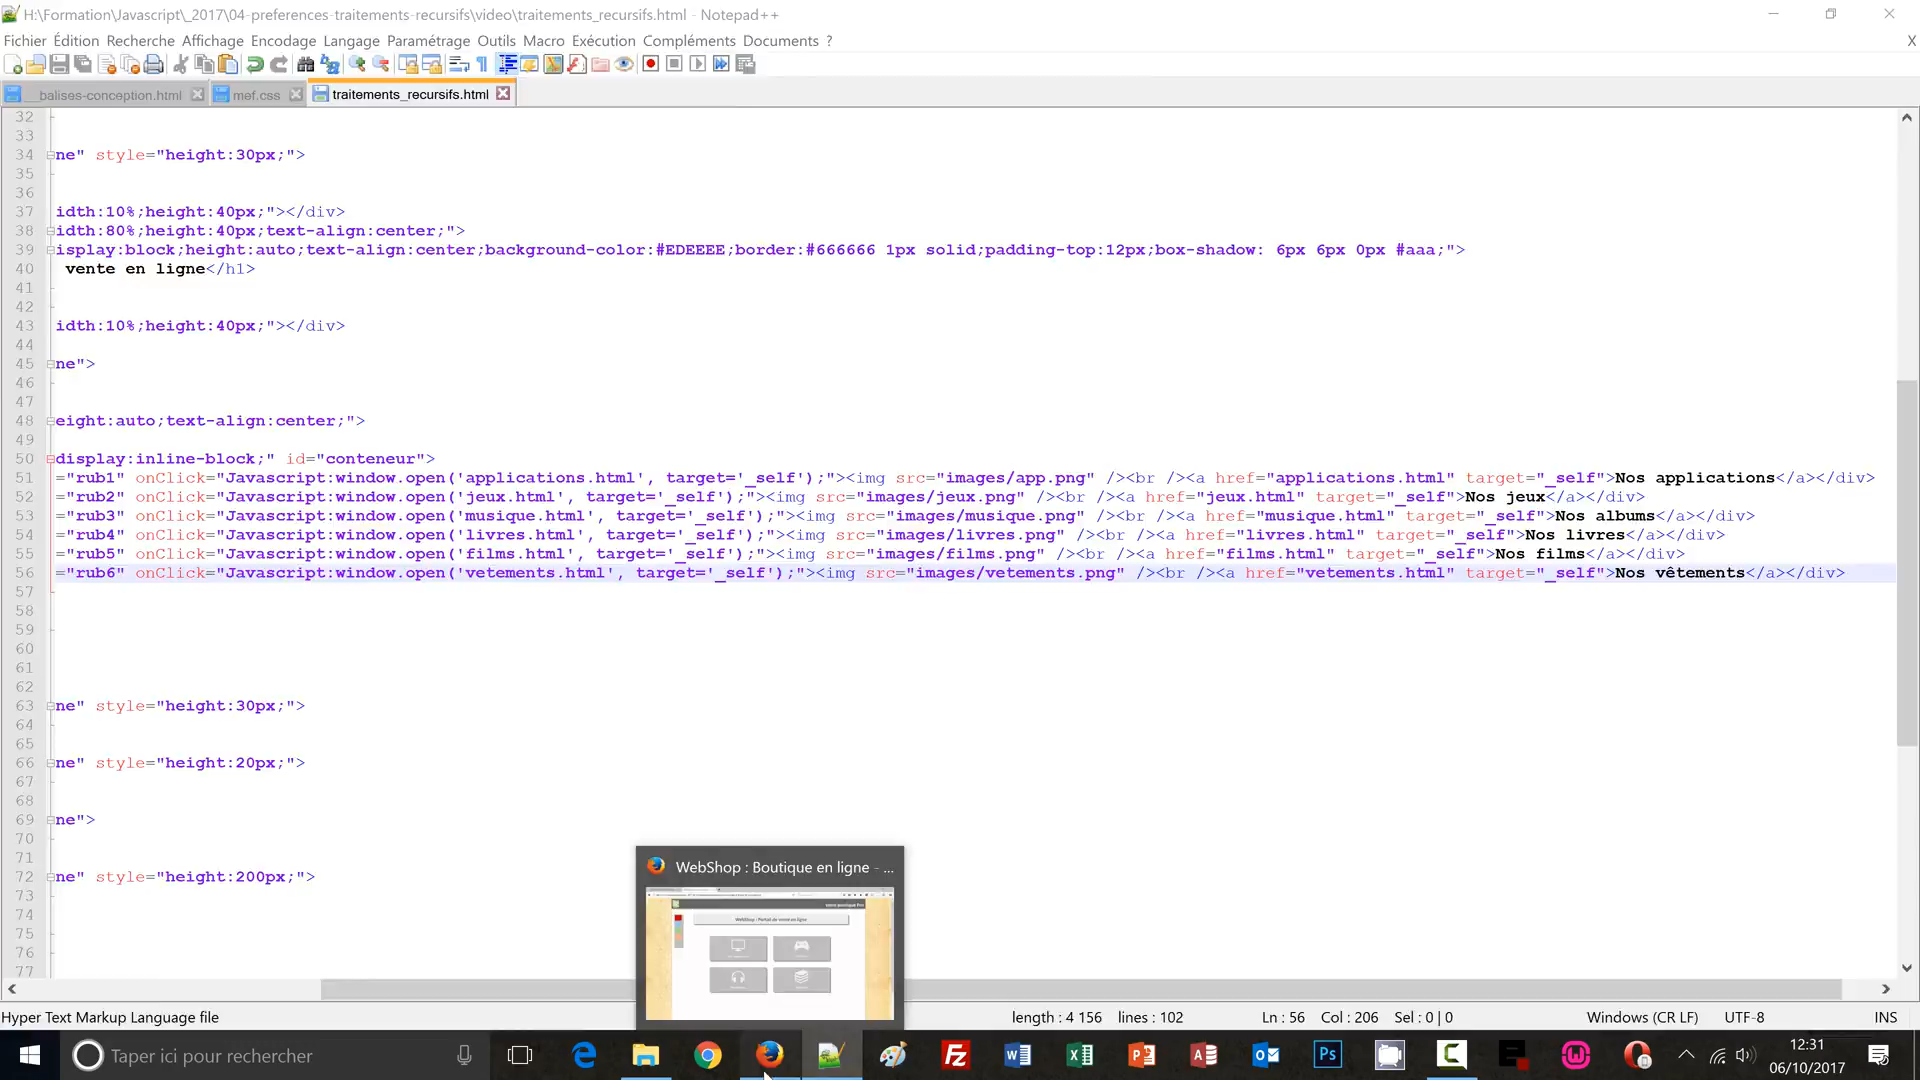 H:\Formation\Javascript\_2017\04-preferences-traitements-recursifs\video\traitements_recursifs.html - Notepad++
Fichier Édition Recherche Affichage Encodage Langage Paramétrage Outils Macro Exécution Compléments Documents ? X
__balises-conception.html mef.css traitements_recursifs.html
32
33
34 ne" style="height:30px;">
35
36
37 idth:10%;height:40px;"></div>
38 idth:80%;height:40px;text-align:center;">
39 isplay:block;height:auto;text-align:center;background-color:#EDEEEE;border:#666666 1px solid;padding-top:12px;box-shadow: 6px 6px 0px #aaa;">
40 vente en ligne</h1>
41
42
43 idth:10%;height:40px;"></div>
44
45 ne">
46
47
48 eight:auto;text-align:center;">
49
50 display:inline-block;" id="conteneur">
51 ="rub1" onClick="Javascript:window.open('applications.html', target='_self');"><img src="images/app.png" /><br /><a href="applications.html" target="_self">Nos applications</a></div>
52 ="rub2" onClick="Javascript:window.open('jeux.html', target='_self');"><img src="images/jeux.png" /><br /><a href="jeux.html" target="_self">Nos jeux</a></div>
53 ="rub3" onClick="Javascript:window.open('musique.html', target='_self');"><img src="images/musique.png" /><br /><a href="musique.html" target="_self">Nos albums</a></div>
54 ="rub4" onClick="Javascript:window.open('livres.html', target='_self');"><img src="images/livres.png" /><br /><a href="livres.html" target="_self">Nos livres</a></div>
55 ="rub5" onClick="Javascript:window.open('films.html', target='_self');"><img src="images/films.png" /><br /><a href="films.html" target="_self">Nos films</a></div>
56 ="rub6" onClick="Javascript:window.open('vetements.html', target='_self');"><img src="images/vetements.png" /><br /><a href="vetements.html" target="_self">Nos vêtements</a></div>
57
58
59
60
61
62
63 ne" style="height:30px;">
64
65
66 ne" style="height:20px;">
67
68
69 ne">
70
71
72 ne" style="height:200px;">
73
74
75
76
77
WebShop : Boutique en ligne - ...
WebShop : Portail de vente en ligne
Hyper Text Markup Language file length : 4 156 lines : 102 Ln : 56 Col : 206 Sel : 0 | 0 Windows (CR LF) UTF-8 INS
Taper ici pour rechercher
12:31
06/10/2017